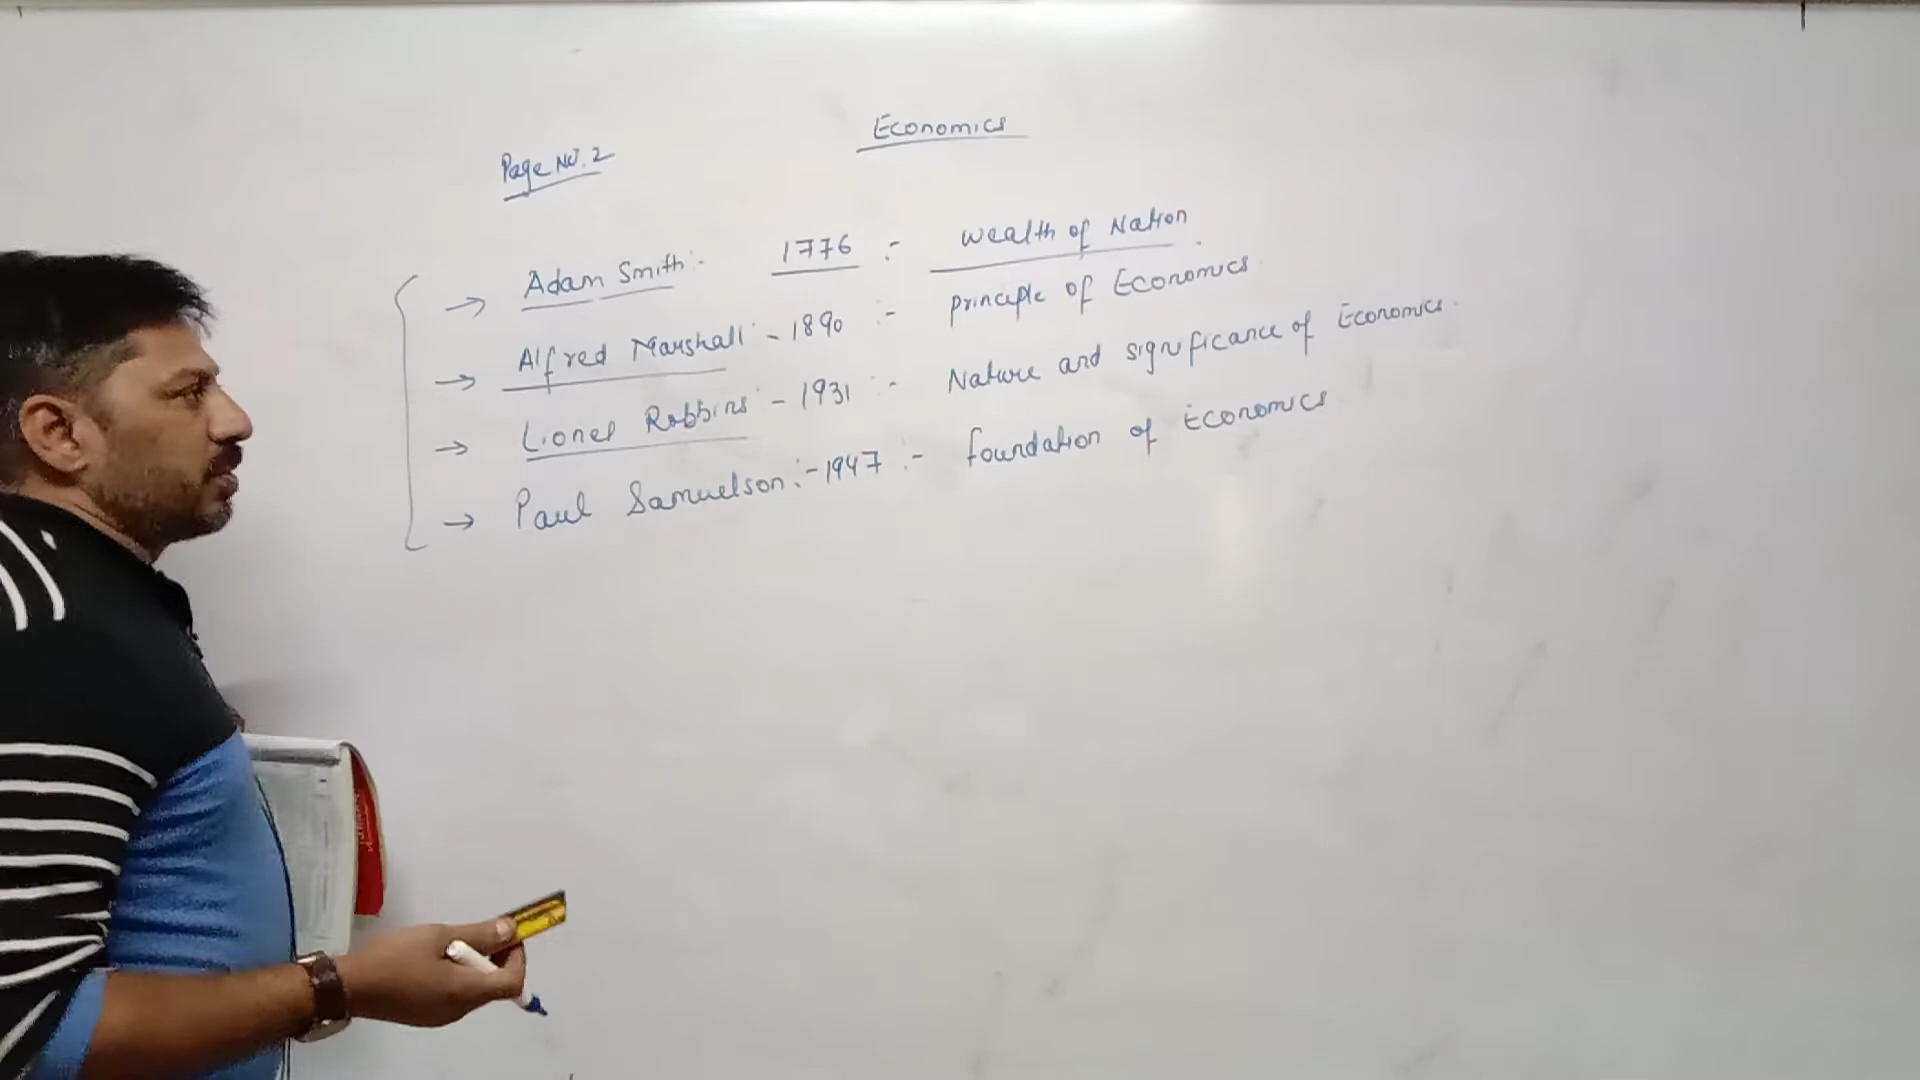 Economics
Page No. 2
→ Adam Smith :- 1776 :- wealth of Nation
→ Alfred Marshall :- 1890 :- principle of Economics
→ Lionel Robbins :- 1931 :- Nature and significance of Economics.
→ Paul Samuelson :- 1947 :- foundation of Economics